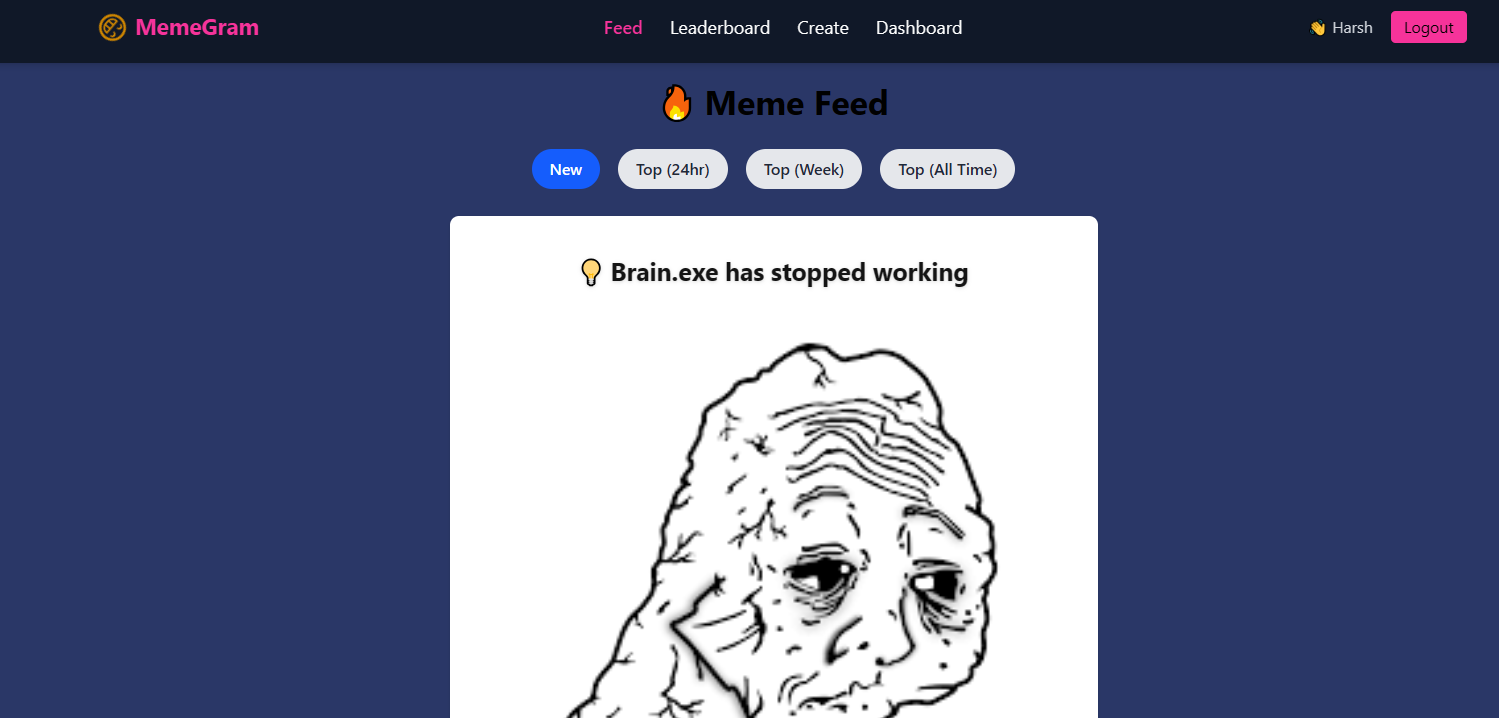 MemeGram Feed Leaderboard Create Dashboard 👋 Harsh Logout
🔥 Meme Feed
New Top (24hr) Top (Week) Top (All Time)
💡 Brain.exe has stopped working